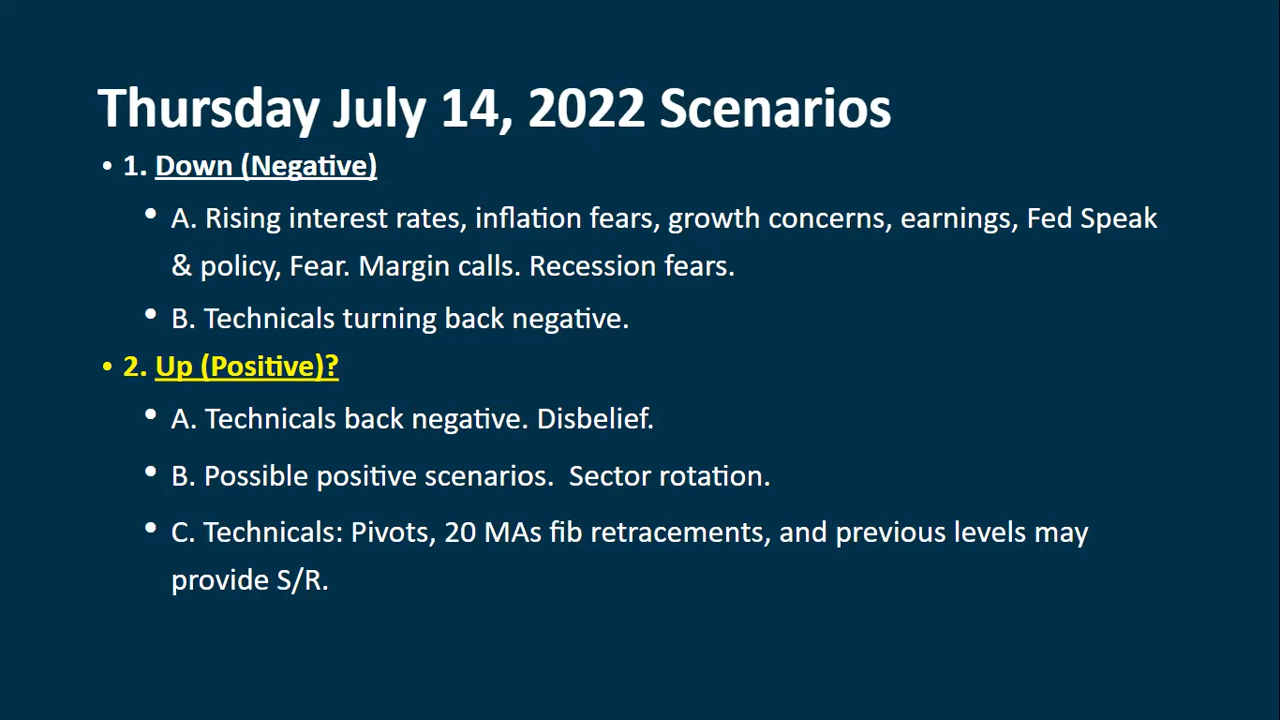 Thursday July 14, 2022 Scenarios
• 1. Down (Negative)
• A. Rising interest rates, inflation fears, growth concerns, earnings, Fed Speak
& policy, Fear. Margin calls. Recession fears.
• B. Technicals turning back negative.
• 2. Up (Positive)?
• A. Technicals back negative. Disbelief.
• B. Possible positive scenarios.  Sector rotation.
• C. Technicals: Pivots, 20 MAs fib retracements, and previous levels may
provide S/R.